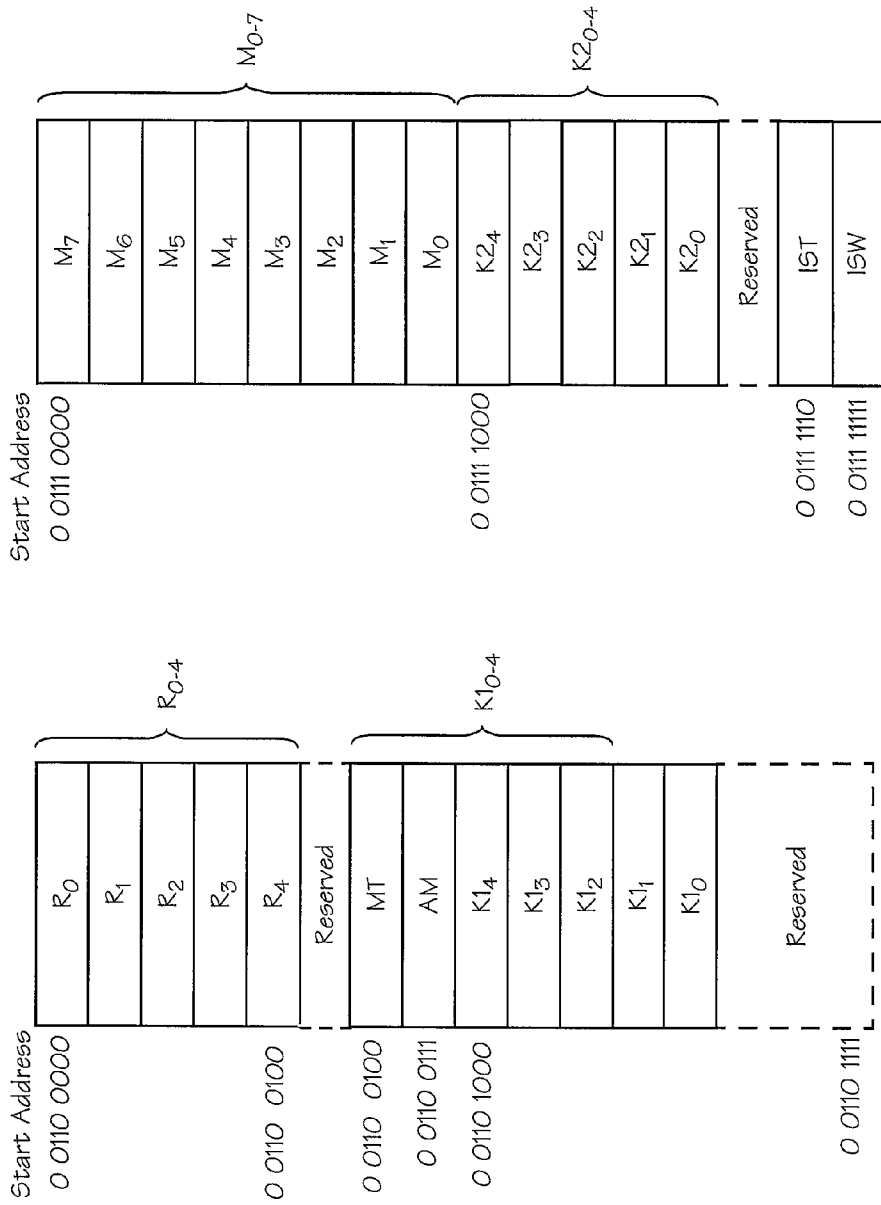 Start Address
0 0110 0000
R0
R1
R2
R3
0 0110 0100
R4
R0-4
Reserved
0 0110 0100
MT
0 0110 0111
AM
0 0110 1000
K14
K13
K12
K10-4
K11
K10
Reserved
0 0110 1111
Start Address
0 0111 0000
M7
M6
M5
M4
M3
M2
M1
M0
M0-7
0 0111 1000
K24
K23
K22
K21
K20
K20-4
Reserved
0 0111 1110
IST
0 0111 11111
ISW